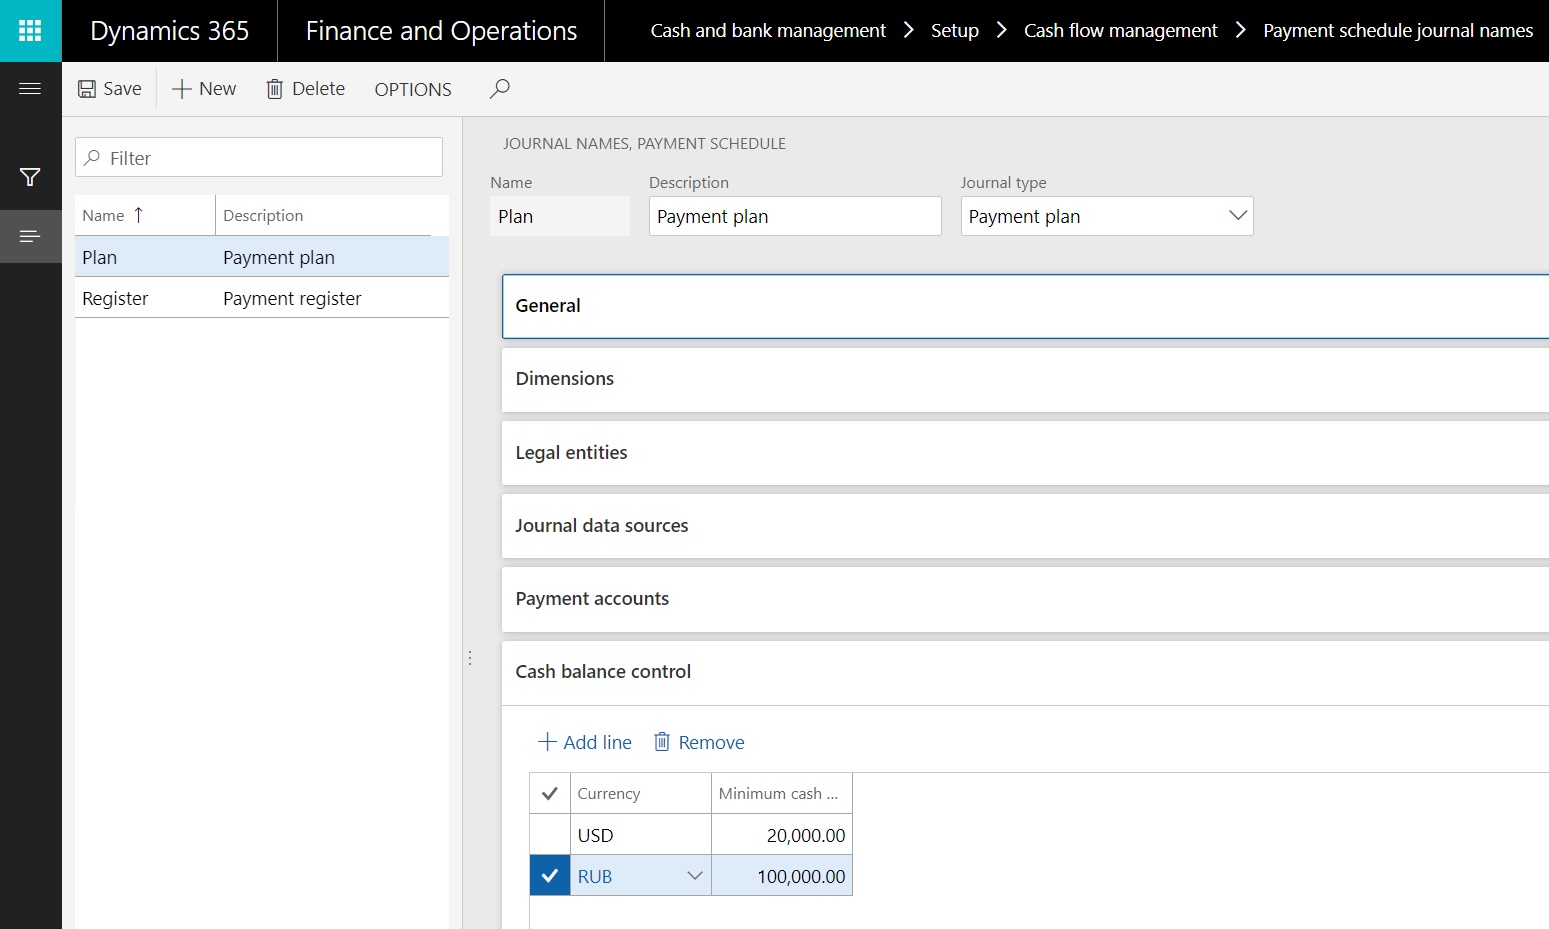 Dynamics 365 Finance and Operations Cash and bank management Setup Cash flow management Payment schedule journal names
Save New Delete OPTIONS
Filter
Name Description
Plan Payment plan
Register Payment register
JOURNAL NAMES, PAYMENT SCHEDULE
Name Description Journal type
Plan Payment plan Payment plan
General
Dimensions
Legal entities
Journal data sources
Payment accounts
Cash balance control
Add line Remove
Currency Minimum cash ...
USD 20,000.00
RUB 100,000.00